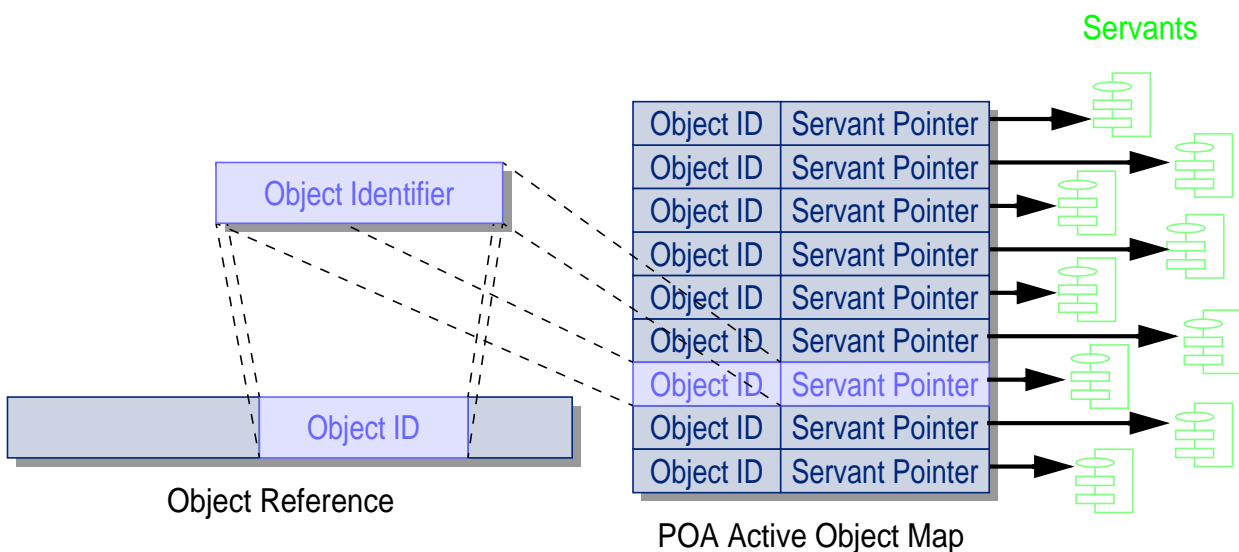 Servants
Object ID Servant Pointer
Object ID Servant Pointer
Object Identifier
Object ID Servant Pointer
Object ID Servant Pointer
Object ID Servant Pointer
Object ID Servant Pointer
Object ID Servant Pointer
Object ID
Object ID Servant Pointer
Object ID Servant Pointer
Object Reference
POA Active Object Map